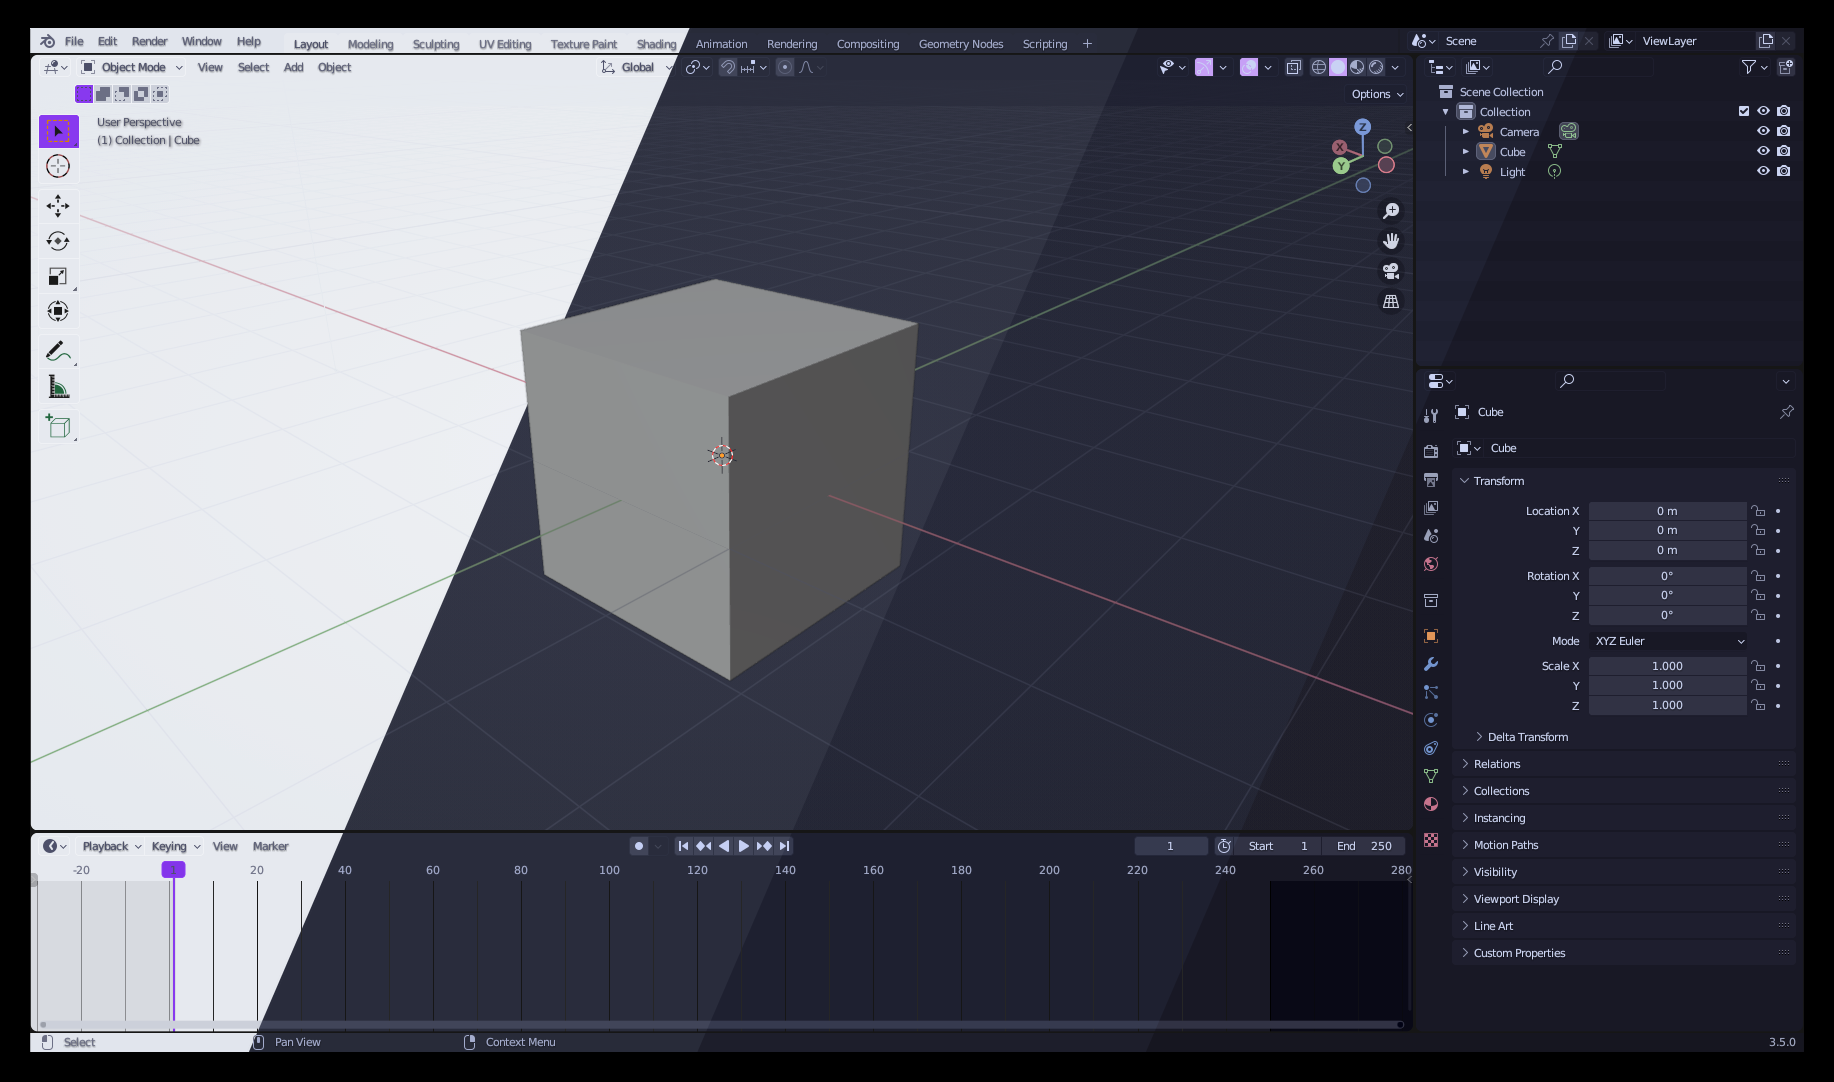 File Edit Render Window Help Layout Modeling Sculpting UV Editing Texture Paint Shading Animation Rendering Compositing Geometry Nodes Scripting + Scene ViewLayer
Object Mode View Select Add Object Global
Options
User Perspective
(1) Collection | Cube
Z
X
Y
Scene Collection
Collection
Camera
Cube
Light
Cube
Cube
Transform
Location X 0 m
Y 0 m
Z 0 m
Rotation X 0°
Y 0°
Z 0°
Mode XYZ Euler
Scale X 1.000
Y 1.000
Z 1.000
Delta Transform
Relations
Collections
Instancing
Motion Paths
Visibility
Viewport Display
Line Art
Custom Properties
Playback Keying View Marker 1 Start 1 End 250
-20 1 20 40 60 80 100 120 140 160 180 200 220 240 260 280
Select Pan View Context Menu 3.5.0